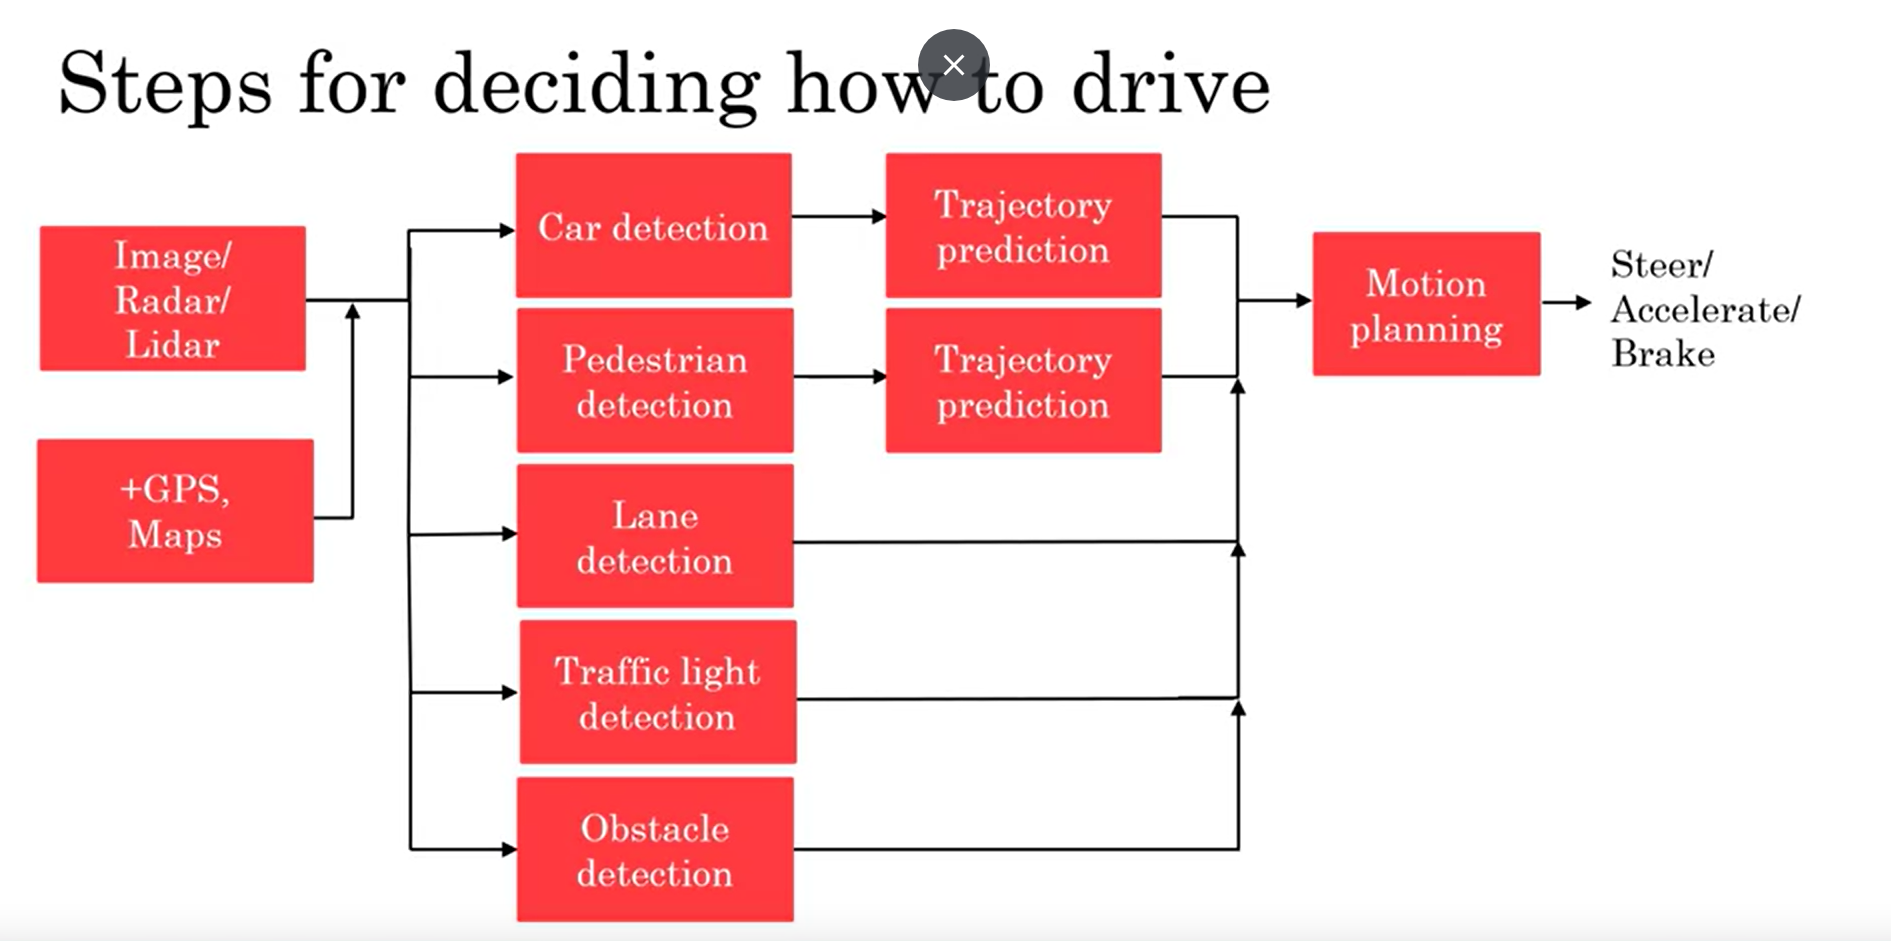 Steps for deciding how to drive
Image/
Radar/
Lidar
+GPS,
Maps
Car detection
Pedestrian
detection
Lane
detection
Traffic light
detection
Obstacle
detection
Trajectory
prediction
Trajectory
prediction
Motion
planning
Steer/
Accelerate/
Brake